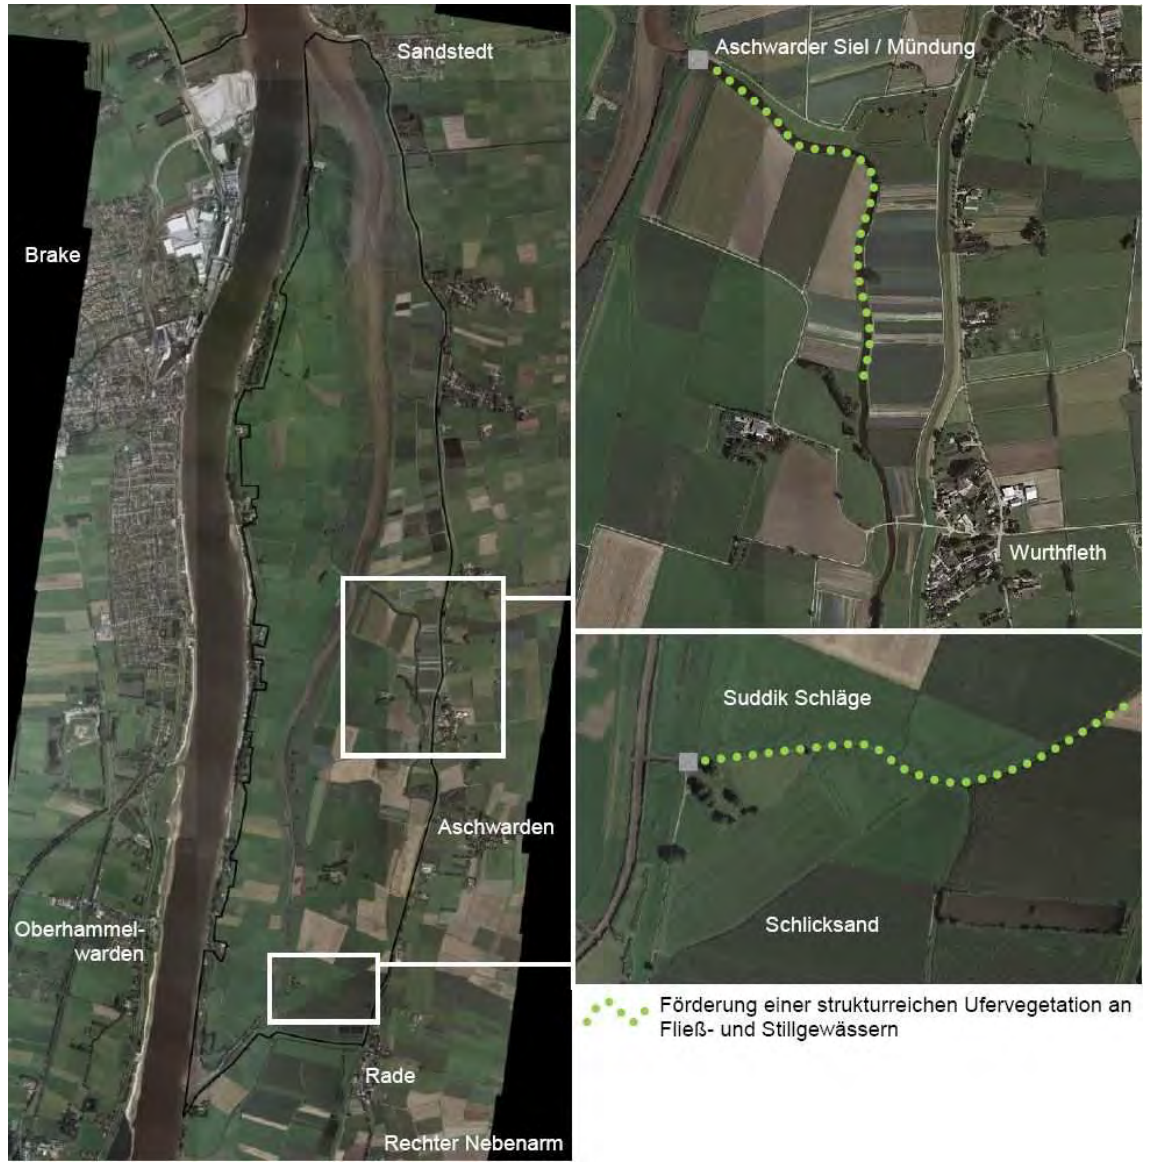 Sandstedt
Brake
Aschwarden
Oberhammel-
warden
Rade
Rechter Nebenarm
Aschwarder Siel / Mündung
Wurthfleth
Suddik Schläge
Schlicksand
Förderung einer strukturreichen Ufervegetation an
Fließ- und Stillgewässern